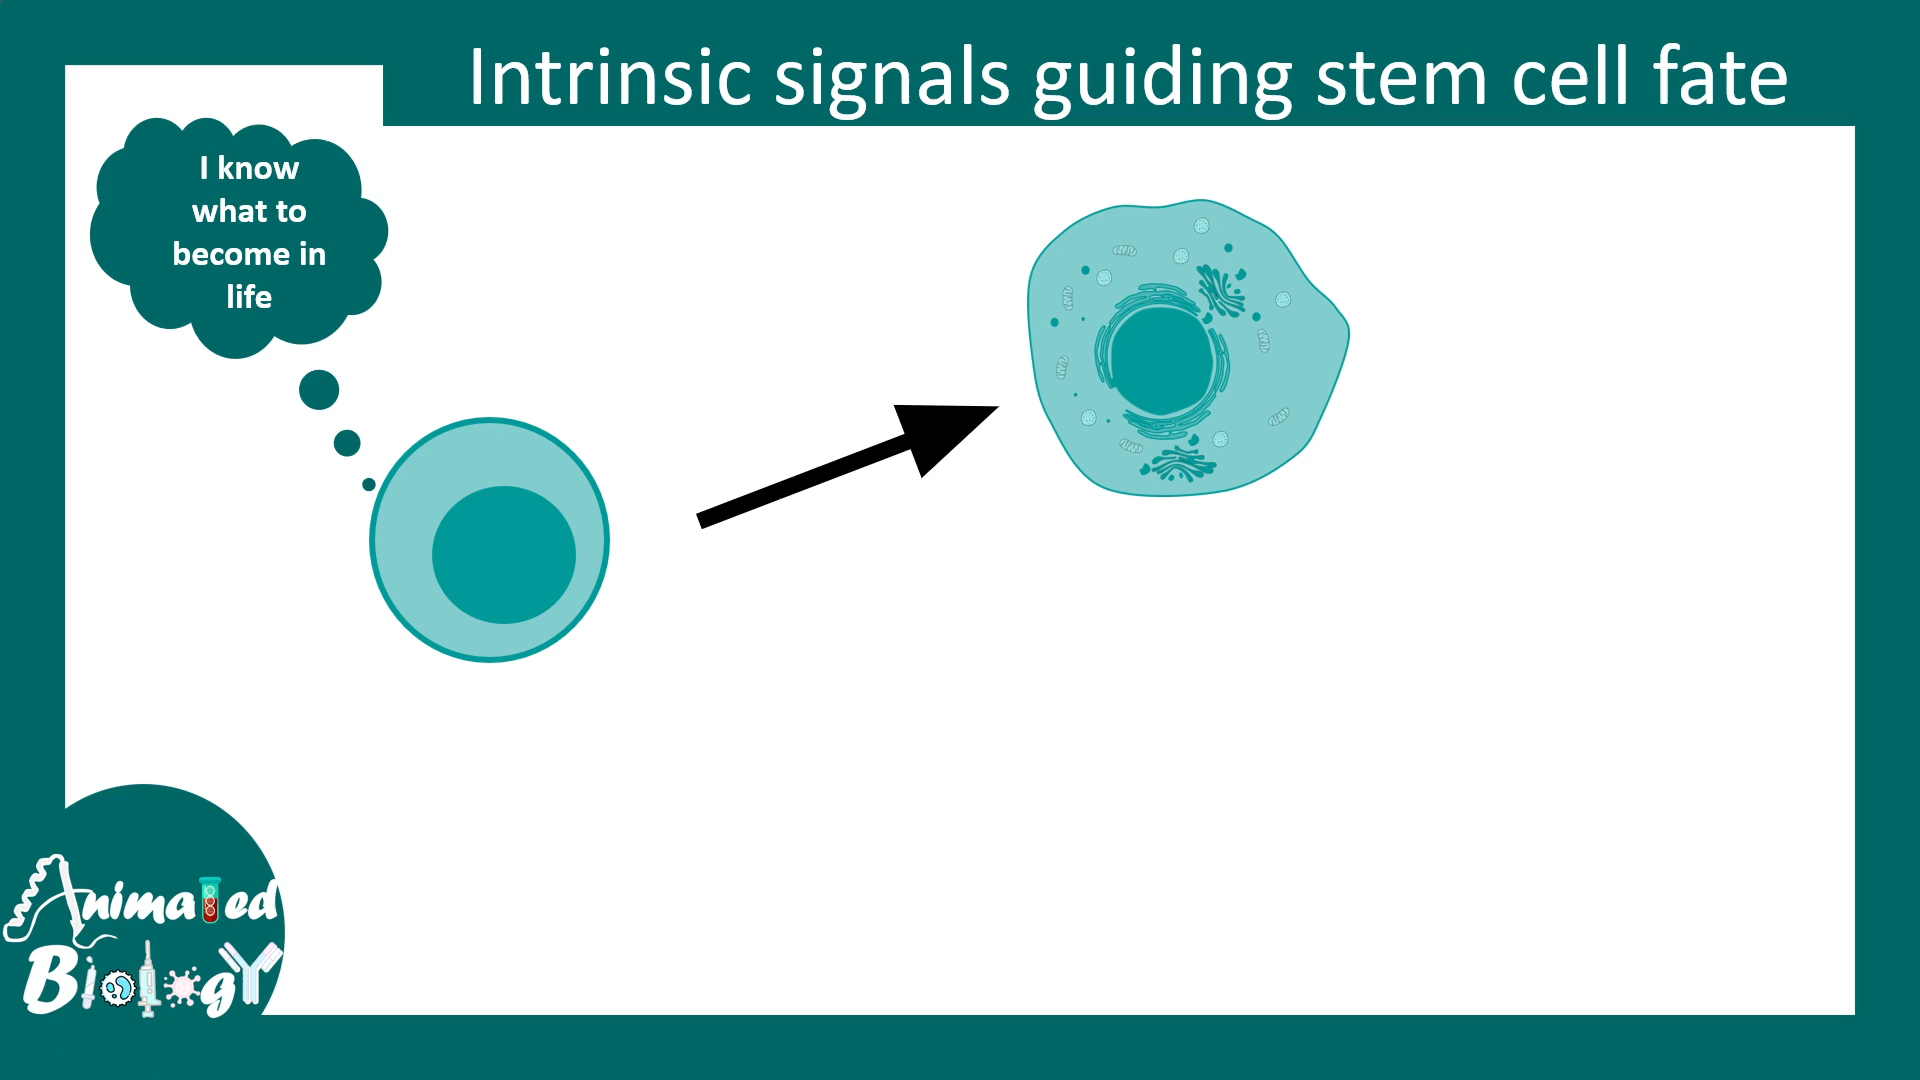 Intrinsic signals guiding stem cell fate
I know
what to
become in
life
Animated
Biology